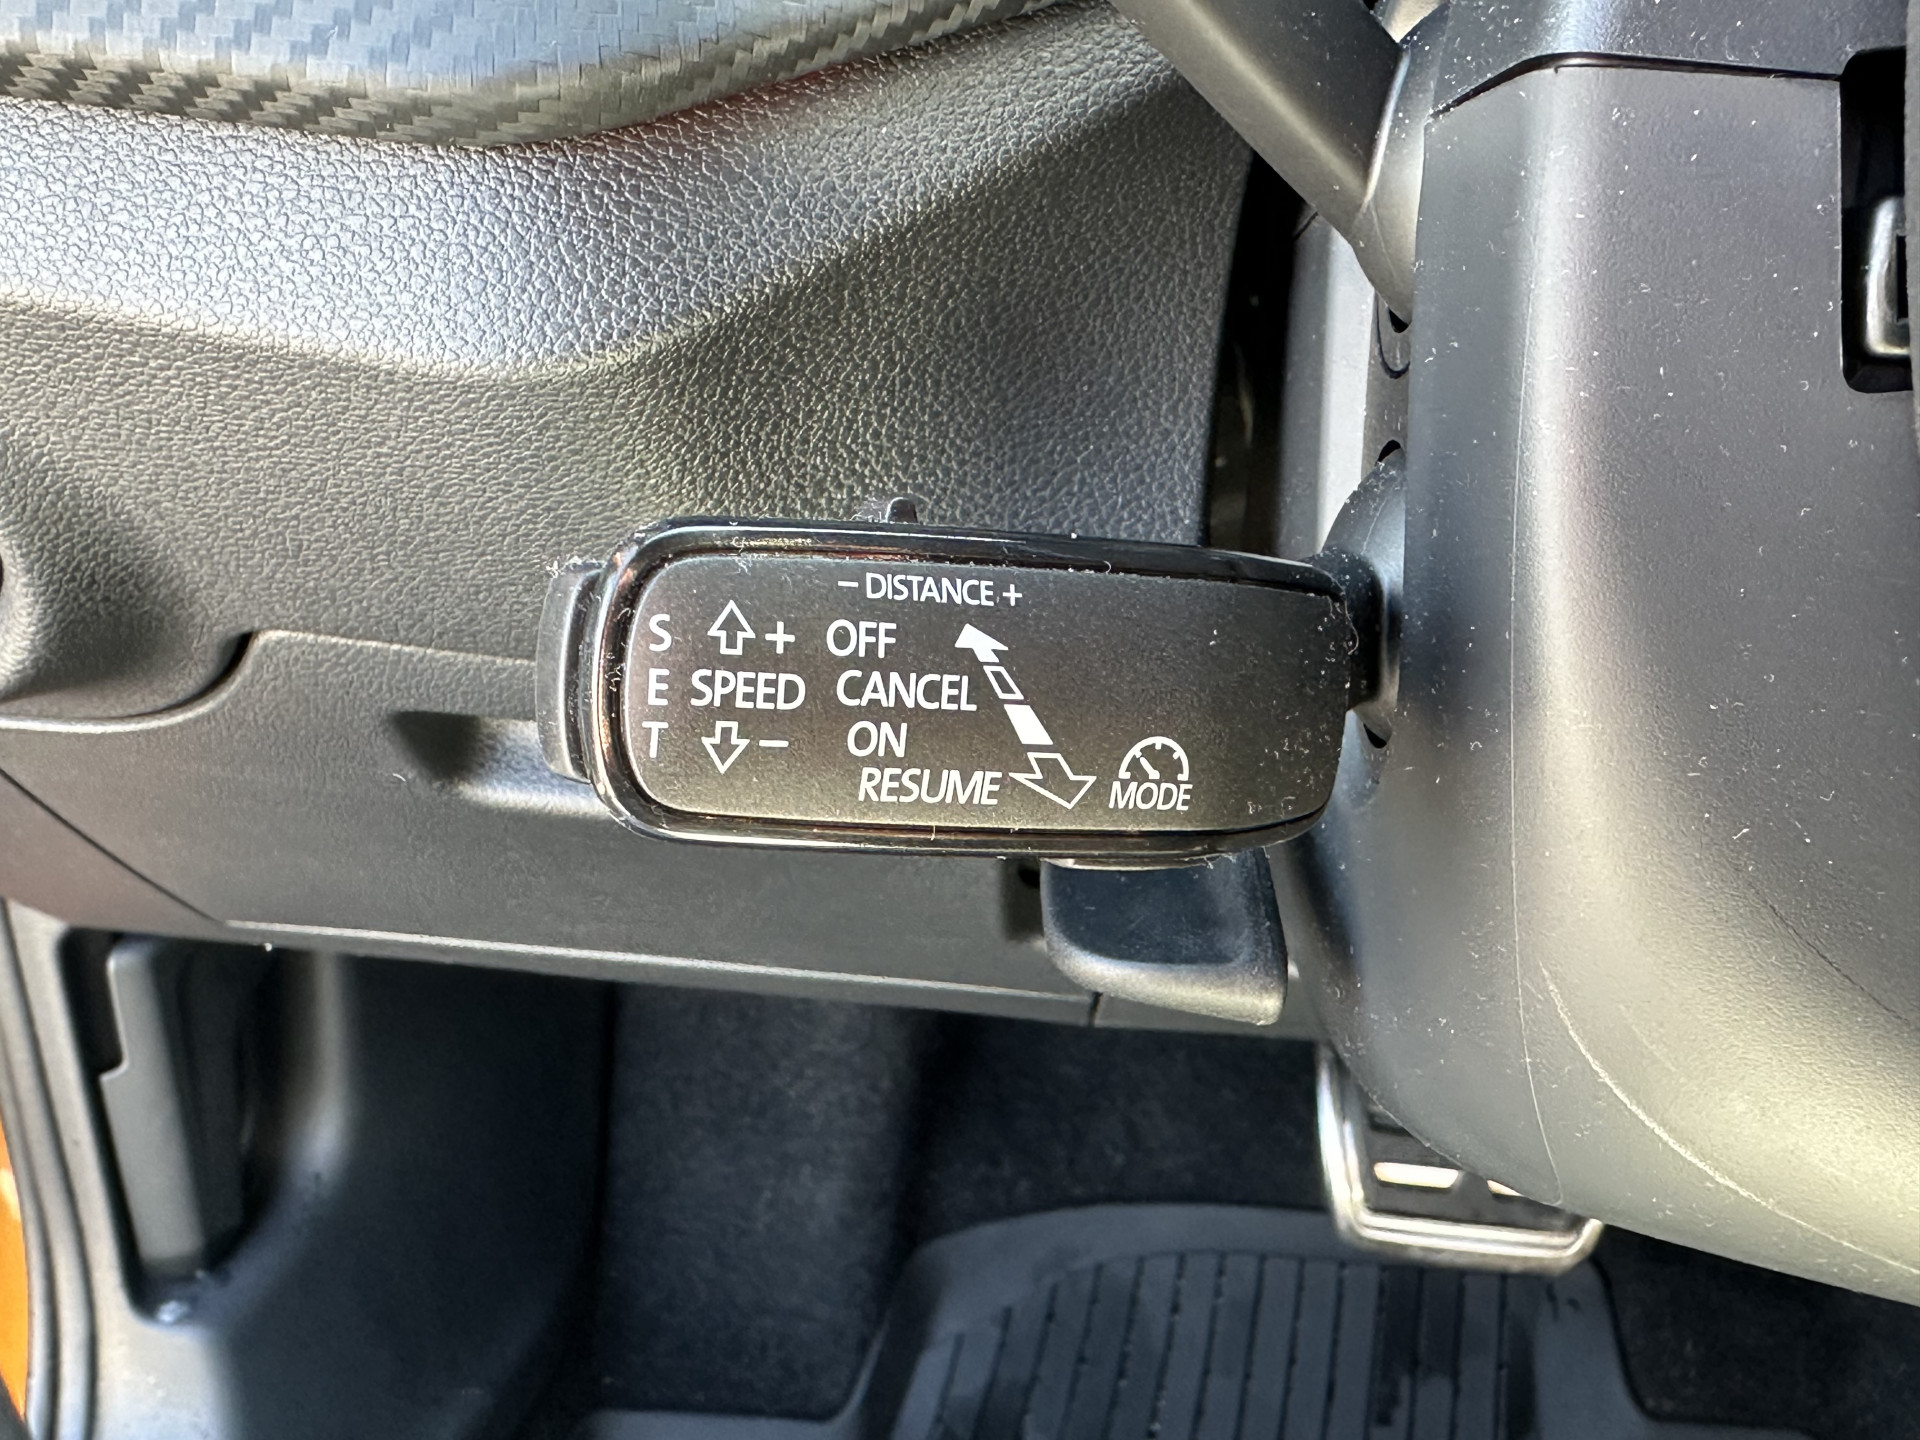 – DISTANCE +
S + OFF
E SPEED CANCEL
T – ON
RESUME MODE